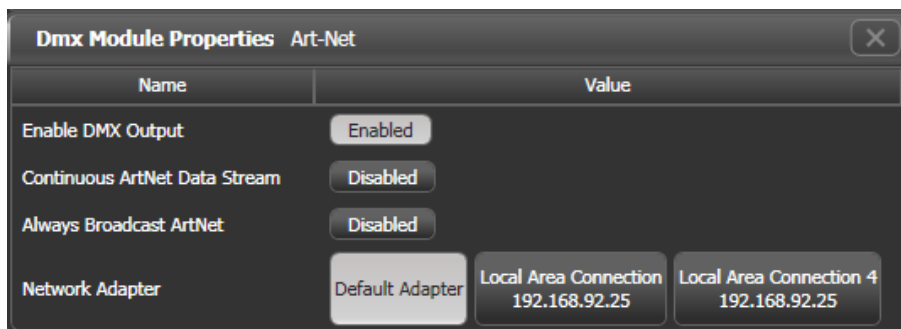 Dmx Module Properties Art-Net
Name Value
Enable DMX Output Enabled
Continuous ArtNet Data Stream Disabled
Always Broadcast ArtNet Disabled
Network Adapter Default Adapter Local Area Connection 192.168.92.25 Local Area Connection 4 192.168.92.25